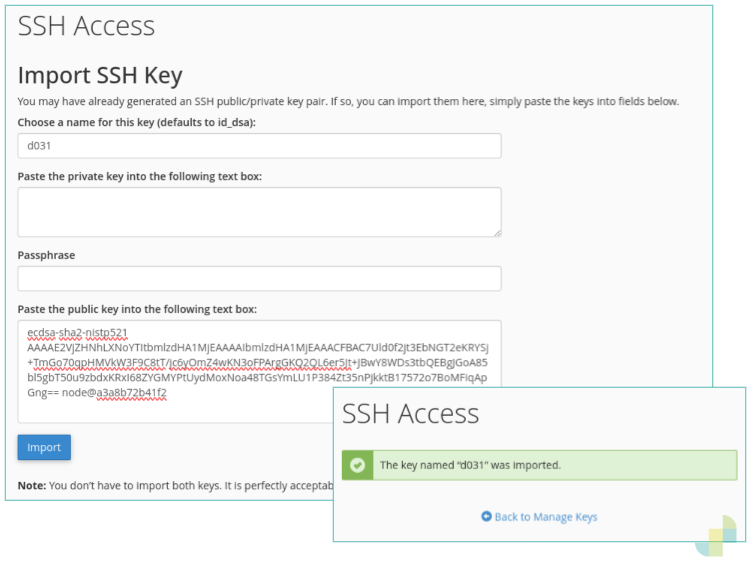 SSH Access
Import SSH Key
You may have already generated an SSH public/private key pair. If so, you can import them here, simply paste the keys into fields below.
Choose a name for this key (defaults to id_dsa):
d031
Paste the private key into the following text box:
Passphrase
Paste the public key into the following text box:
ecdsa-sha2-nistp521
AAAAE2VjZHNhLXNoYTItbmlzdHA1MjEAAAAIbmlzdHA1MjEAAACFBAC7Uld0f2jt3EbNGT2eKRYSj
+TmGo70qpHMVkW3F9C8tT/jc6yOmZ4wKN3oFPArgGKQ2QL6er5Jt+JBwY8WDs3tbQEBgJGoA85
bl5gbT50u9zbdxKRxI68ZYGMYPtUydMoxNoa48TGsYmLU1P384Zt35nPJkktB17572o7BoMFiqAp
Gng== node@a3a8b72b41f2
Import
Note: You don't have to import both keys. It is perfectly acceptab
SSH Access
The key named “d031” was imported.
Back to Manage Keys